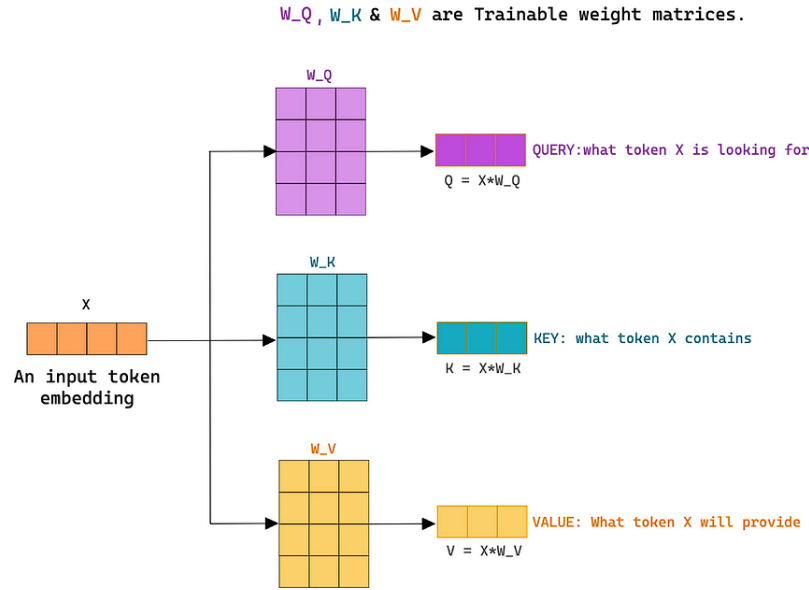 W_Q, W_K & W_V are Trainable weight matrices.
W_Q
QUERY:what token X is looking for
Q = X*W_Q
W_K
X
KEY: what token X contains
K = X*W_K
An input token
embedding
W_V
VALUE: What token X will provide
V = X*W_V